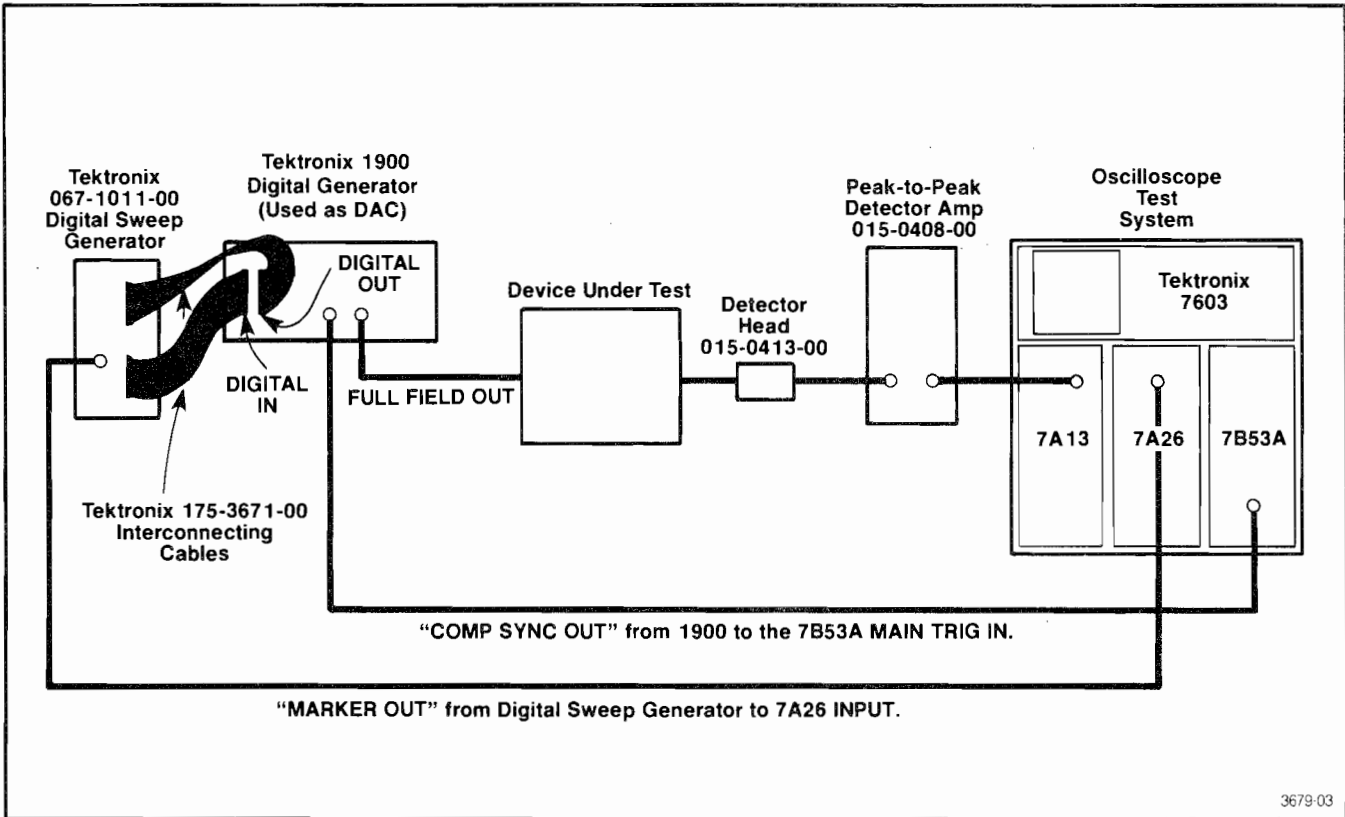 Tektronix
067-1011-00
Digital Sweep
Generator
Tektronix 1900
Digital Generator
(Used as DAC)
DIGITAL
OUT
DIGITAL
IN
FULL FIELD OUT
Tektronix 175-3671-00
Interconnecting
Cables
Device Under Test
Detector
Head
015-0413-00
Peak-to-Peak
Detector Amp
015-0408-00
Oscilloscope
Test
System
Tektronix
7603
7A13
7A26
7B53A
“COMP SYNC OUT” from 1900 to the 7B53A MAIN TRIG IN.
“MARKER OUT” from Digital Sweep Generator to 7A26 INPUT.
3679-03